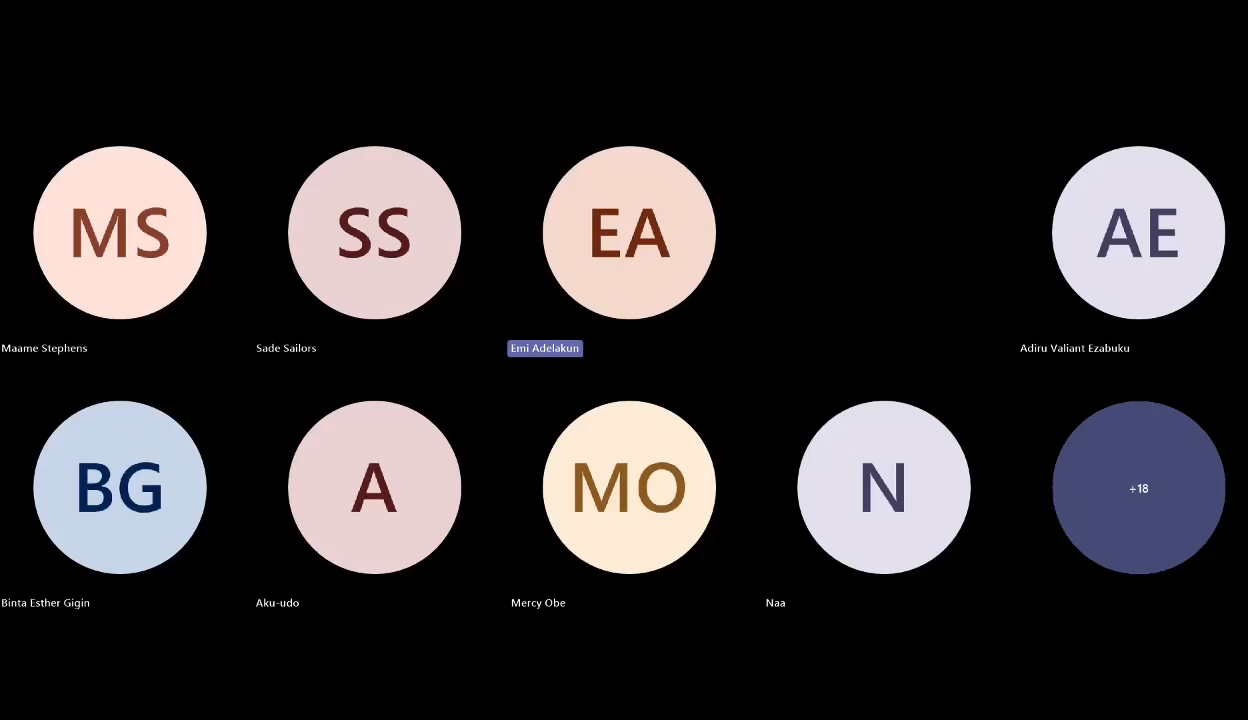 MS
SS
EA
AE
Maame Stephens
Sade Sailors
Emi Adelakun
Adiru Valiant Ezabuku
BG
A
MO
N
+18
Binta Esther Gigin
Aku-udo
Mercy Obe
Naa